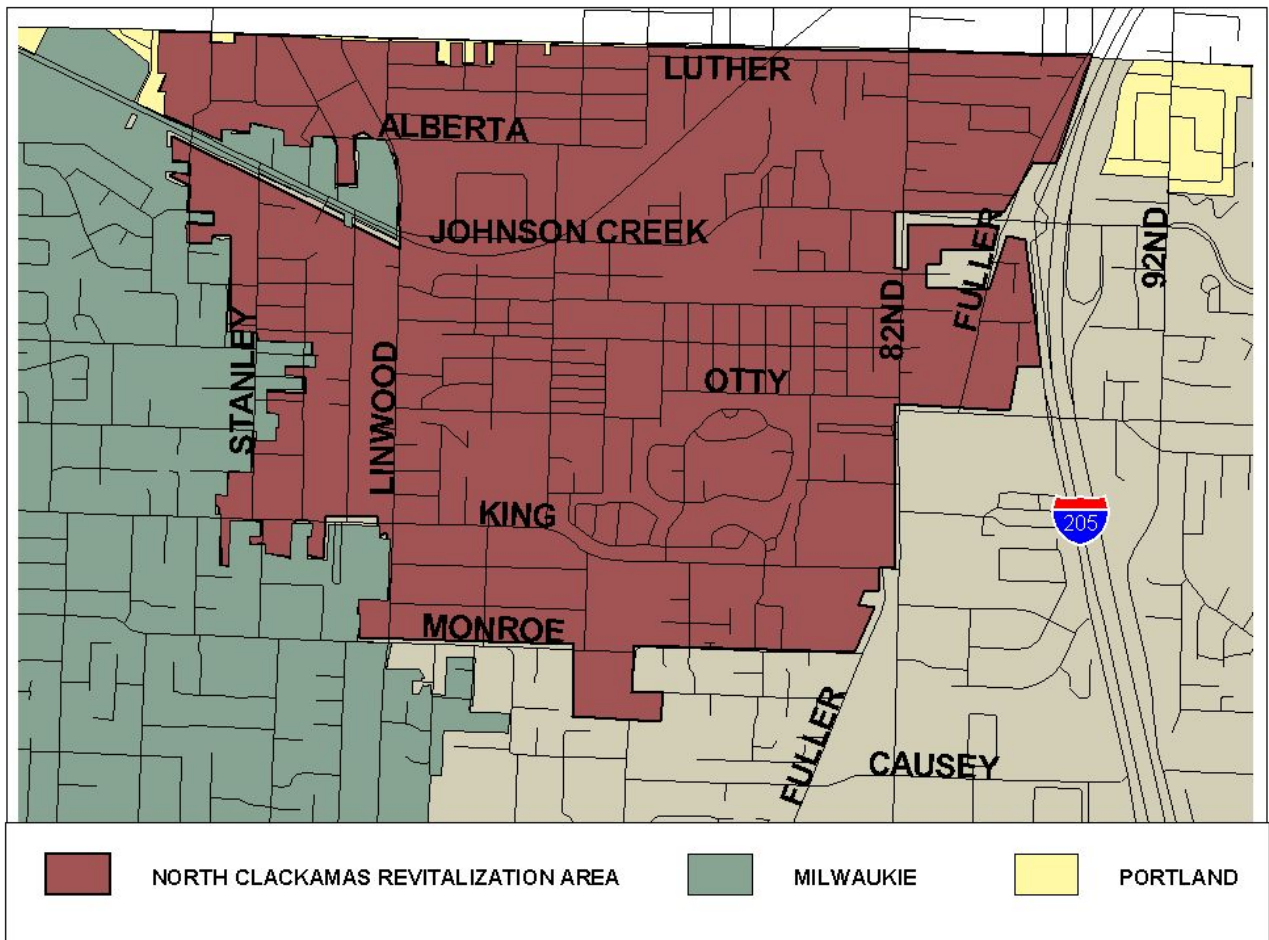 LUTHER
ALBERTA
JOHNSON CREEK
FULLER
92ND
82ND
STANLEY
LINWOOD
OTTY
KING
205
MONROE
FULLER
CAUSEY
NORTH CLACKAMAS REVITALIZATION AREA
MILWAUKIE
PORTLAND